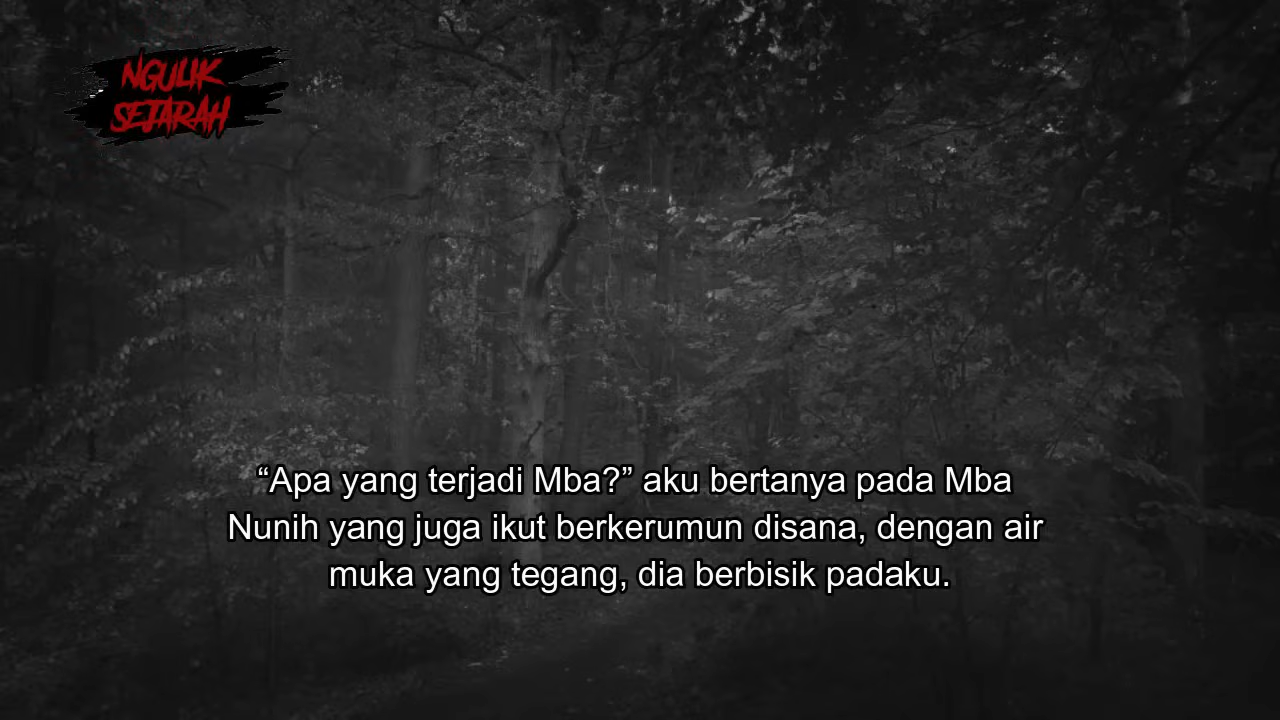 NGULIK
SEJARAH
“Apa yang terjadi Mba?” aku bertanya pada Mba
Nunih yang juga ikut berkerumun disana, dengan air
muka yang tegang, dia berbisik padaku.